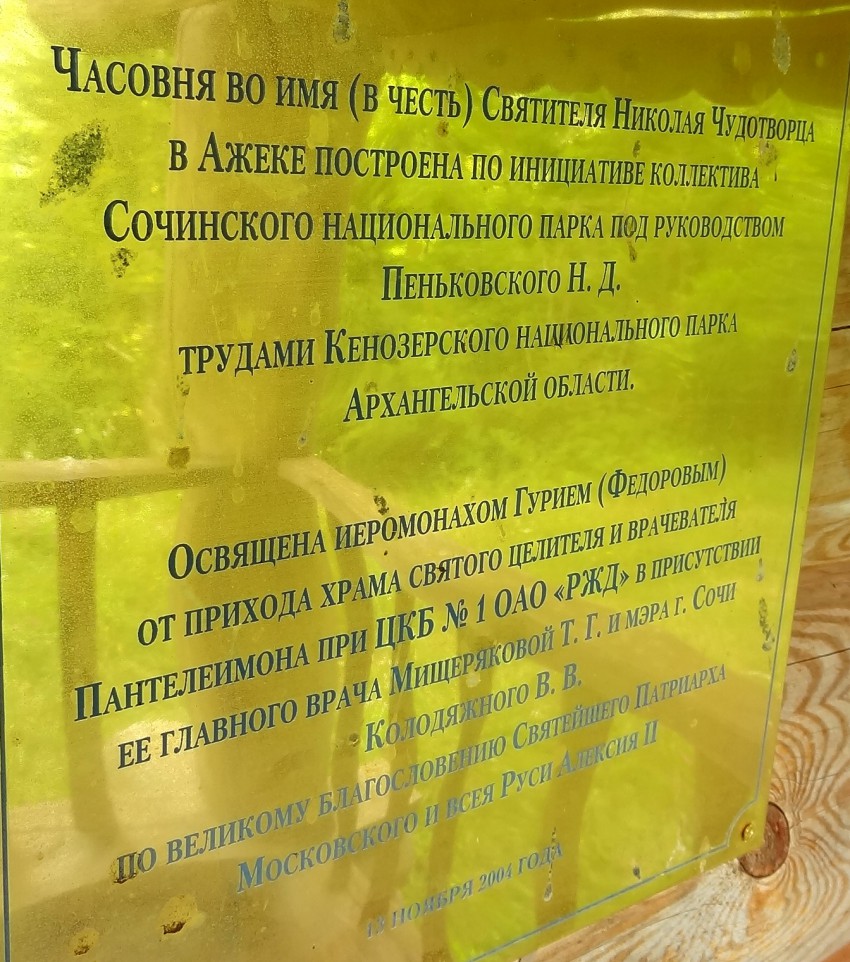 Часовня во имя (в честь) Святителя Николая Чудотворца
в Ажеке построена по инициативе коллектива
Сочинского национального парка под руководством
Пеньковского Н. Д.
трудами Кенозерского национального парка
Архангельской области.
Освящена иеромонахом Гурием (Федоровым)
от прихода храма святого целителя и врачевателя
Пантелеимона при ЦКБ № 1 ОАО «РЖД» в присутствии
ее главного врача Мищеряковой Т. Г. и мэра г. Сочи
Колодяжного В. В.
по великому благословению Святейшего Патриарха
Московского и всея Руси Алексия II
13 ноября 2004 года